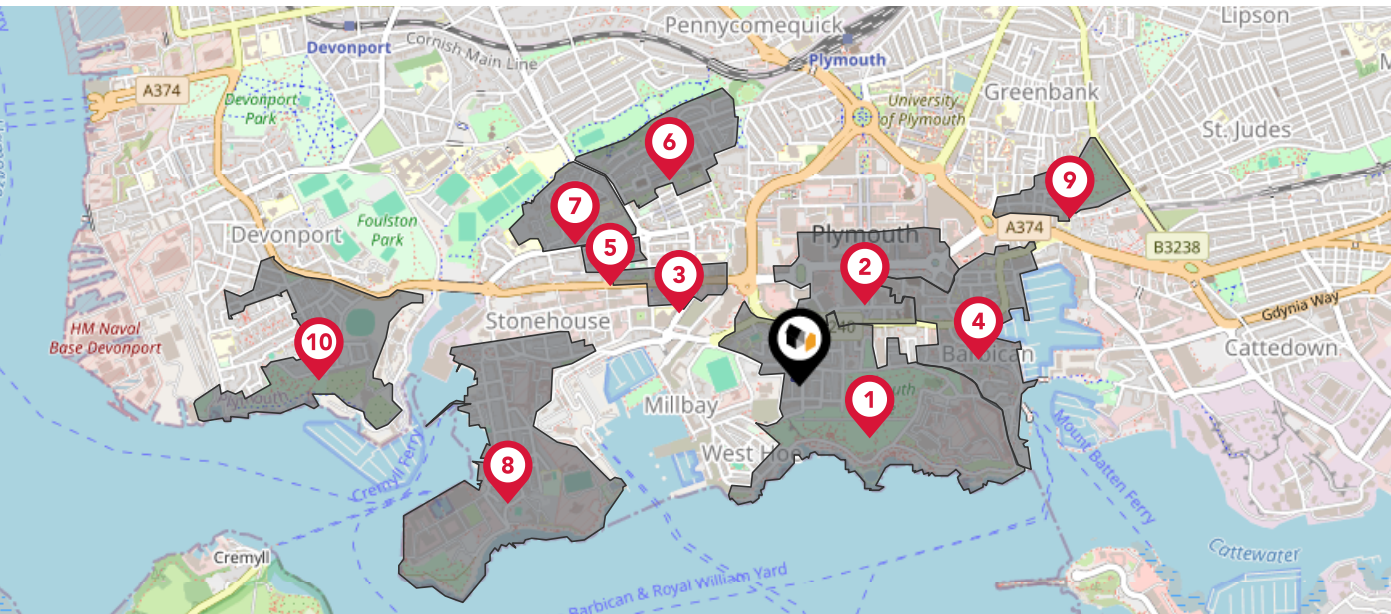 Pennycomequick
Lipson
Devonport
Cornish Main Line
Plymouth
A374
Devonport
Park
University
of Plymouth
Greenbank
St. Judes
6
9
7
Foulston
Park
Devonport
5
Plymouth
A374
B3238
2
3
Gdynia Way
Stonehouse
HM Naval
Base Devonport
10
4
Barbican
Cattedown
Millbay
1
West Hoe
8
Cremyll Ferry
Mount Batten Ferry
Cremyll
Cattewater
Barbican & Royal William Yard